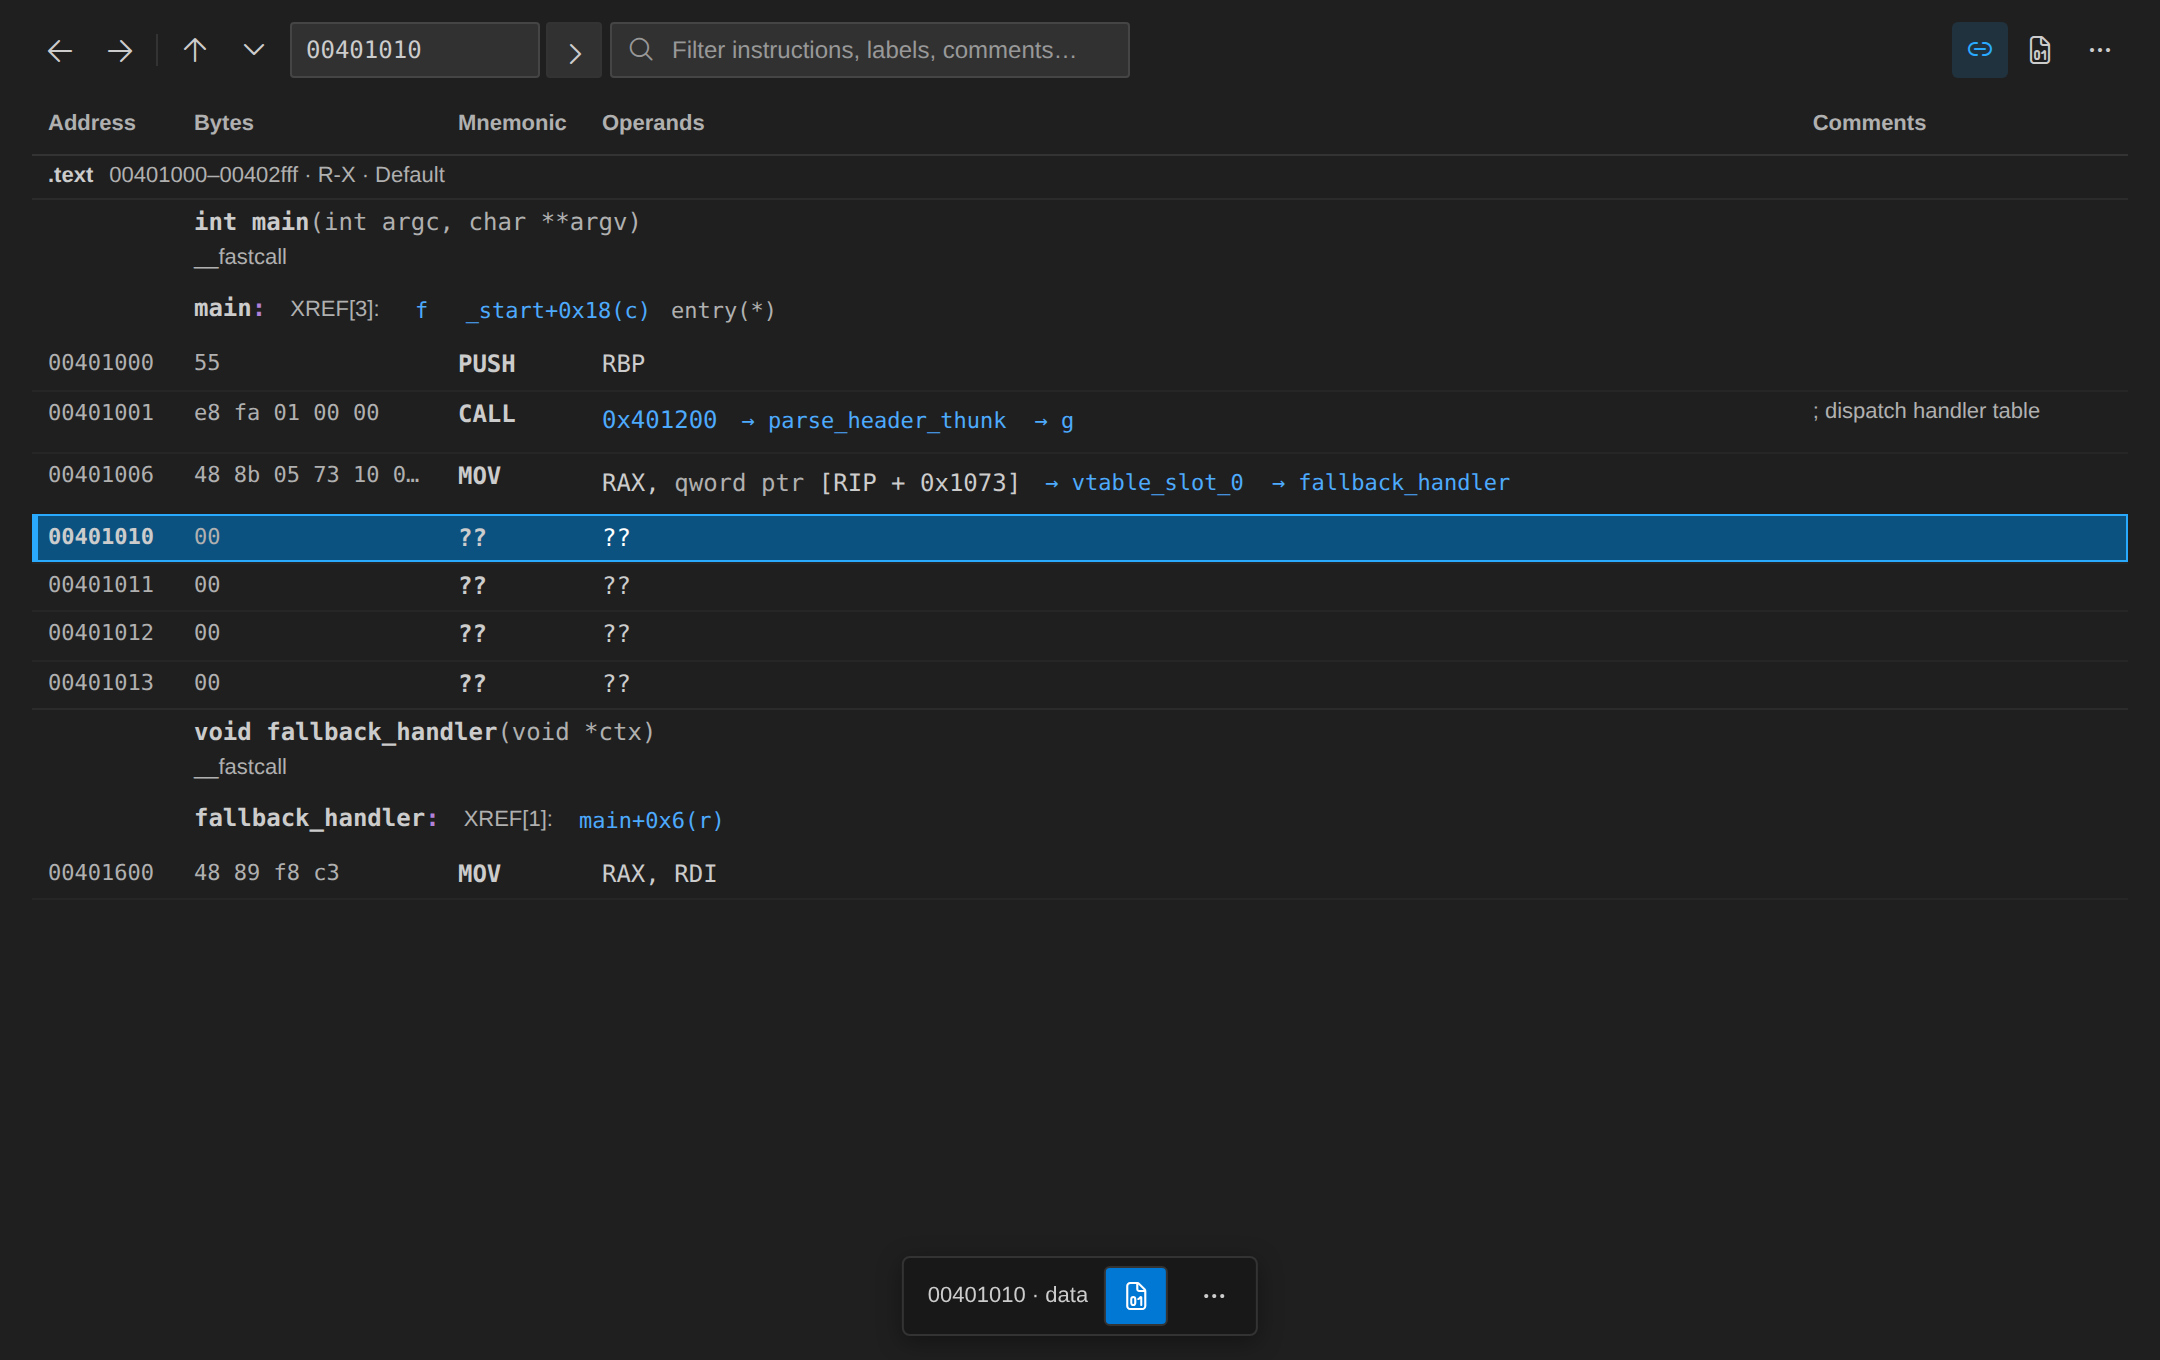 00401010
Filter instructions, labels, comments…
Address Bytes Mnemonic Operands Comments
.text 00401000–00402fff · R-X · Default
int main(int argc, char **argv)
__fastcall
main: XREF[3]: f _start+0x18(c) entry(*)
00401000 55 PUSH RBP
00401001 e8 fa 01 00 00 CALL 0x401200 → parse_header_thunk → g ; dispatch handler table
00401006 48 8b 05 73 10 0… MOV RAX, qword ptr [RIP + 0x1073] → vtable_slot_0 → fallback_handler
00401010 00 ?? ??
00401011 00 ?? ??
00401012 00 ?? ??
00401013 00 ?? ??
void fallback_handler(void *ctx)
__fastcall
fallback_handler: XREF[1]: main+0x6(r)
00401600 48 89 f8 c3 MOV RAX, RDI
00401010 · data